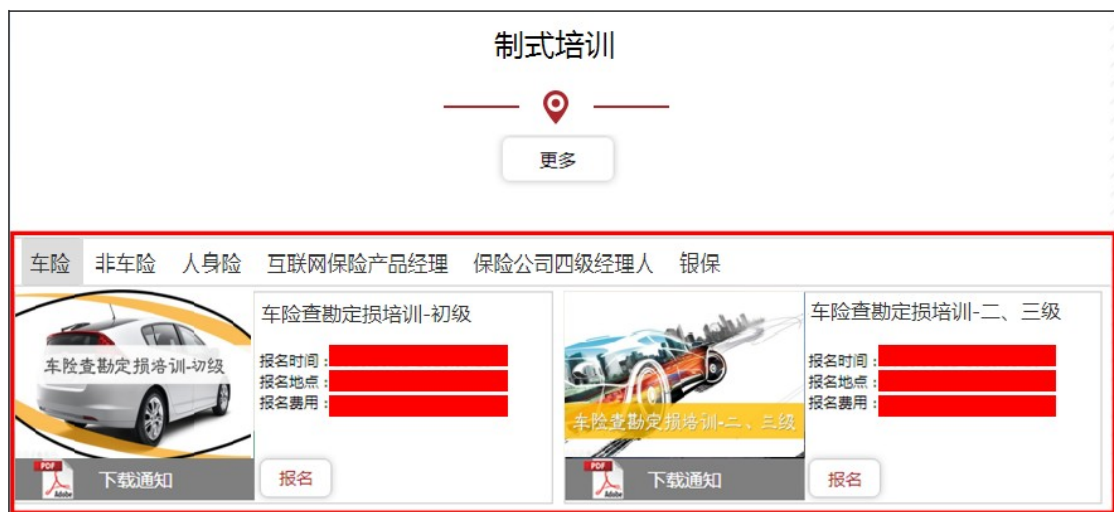 制式培训
更多
车险 非车险 人身险 互联网保险产品经理 保险公司四级经理人 银保
车险查勘定损培训-初级
车险查勘定损培训-初级
报名时间：
报名地点：
报名费用：
PDF
Adobe
下载通知
报名
车险查勘定损培训-二、三级
车险查勘定损培训-二、三级
报名时间：
报名地点：
报名费用：
PDF
Adobe
下载通知
报名